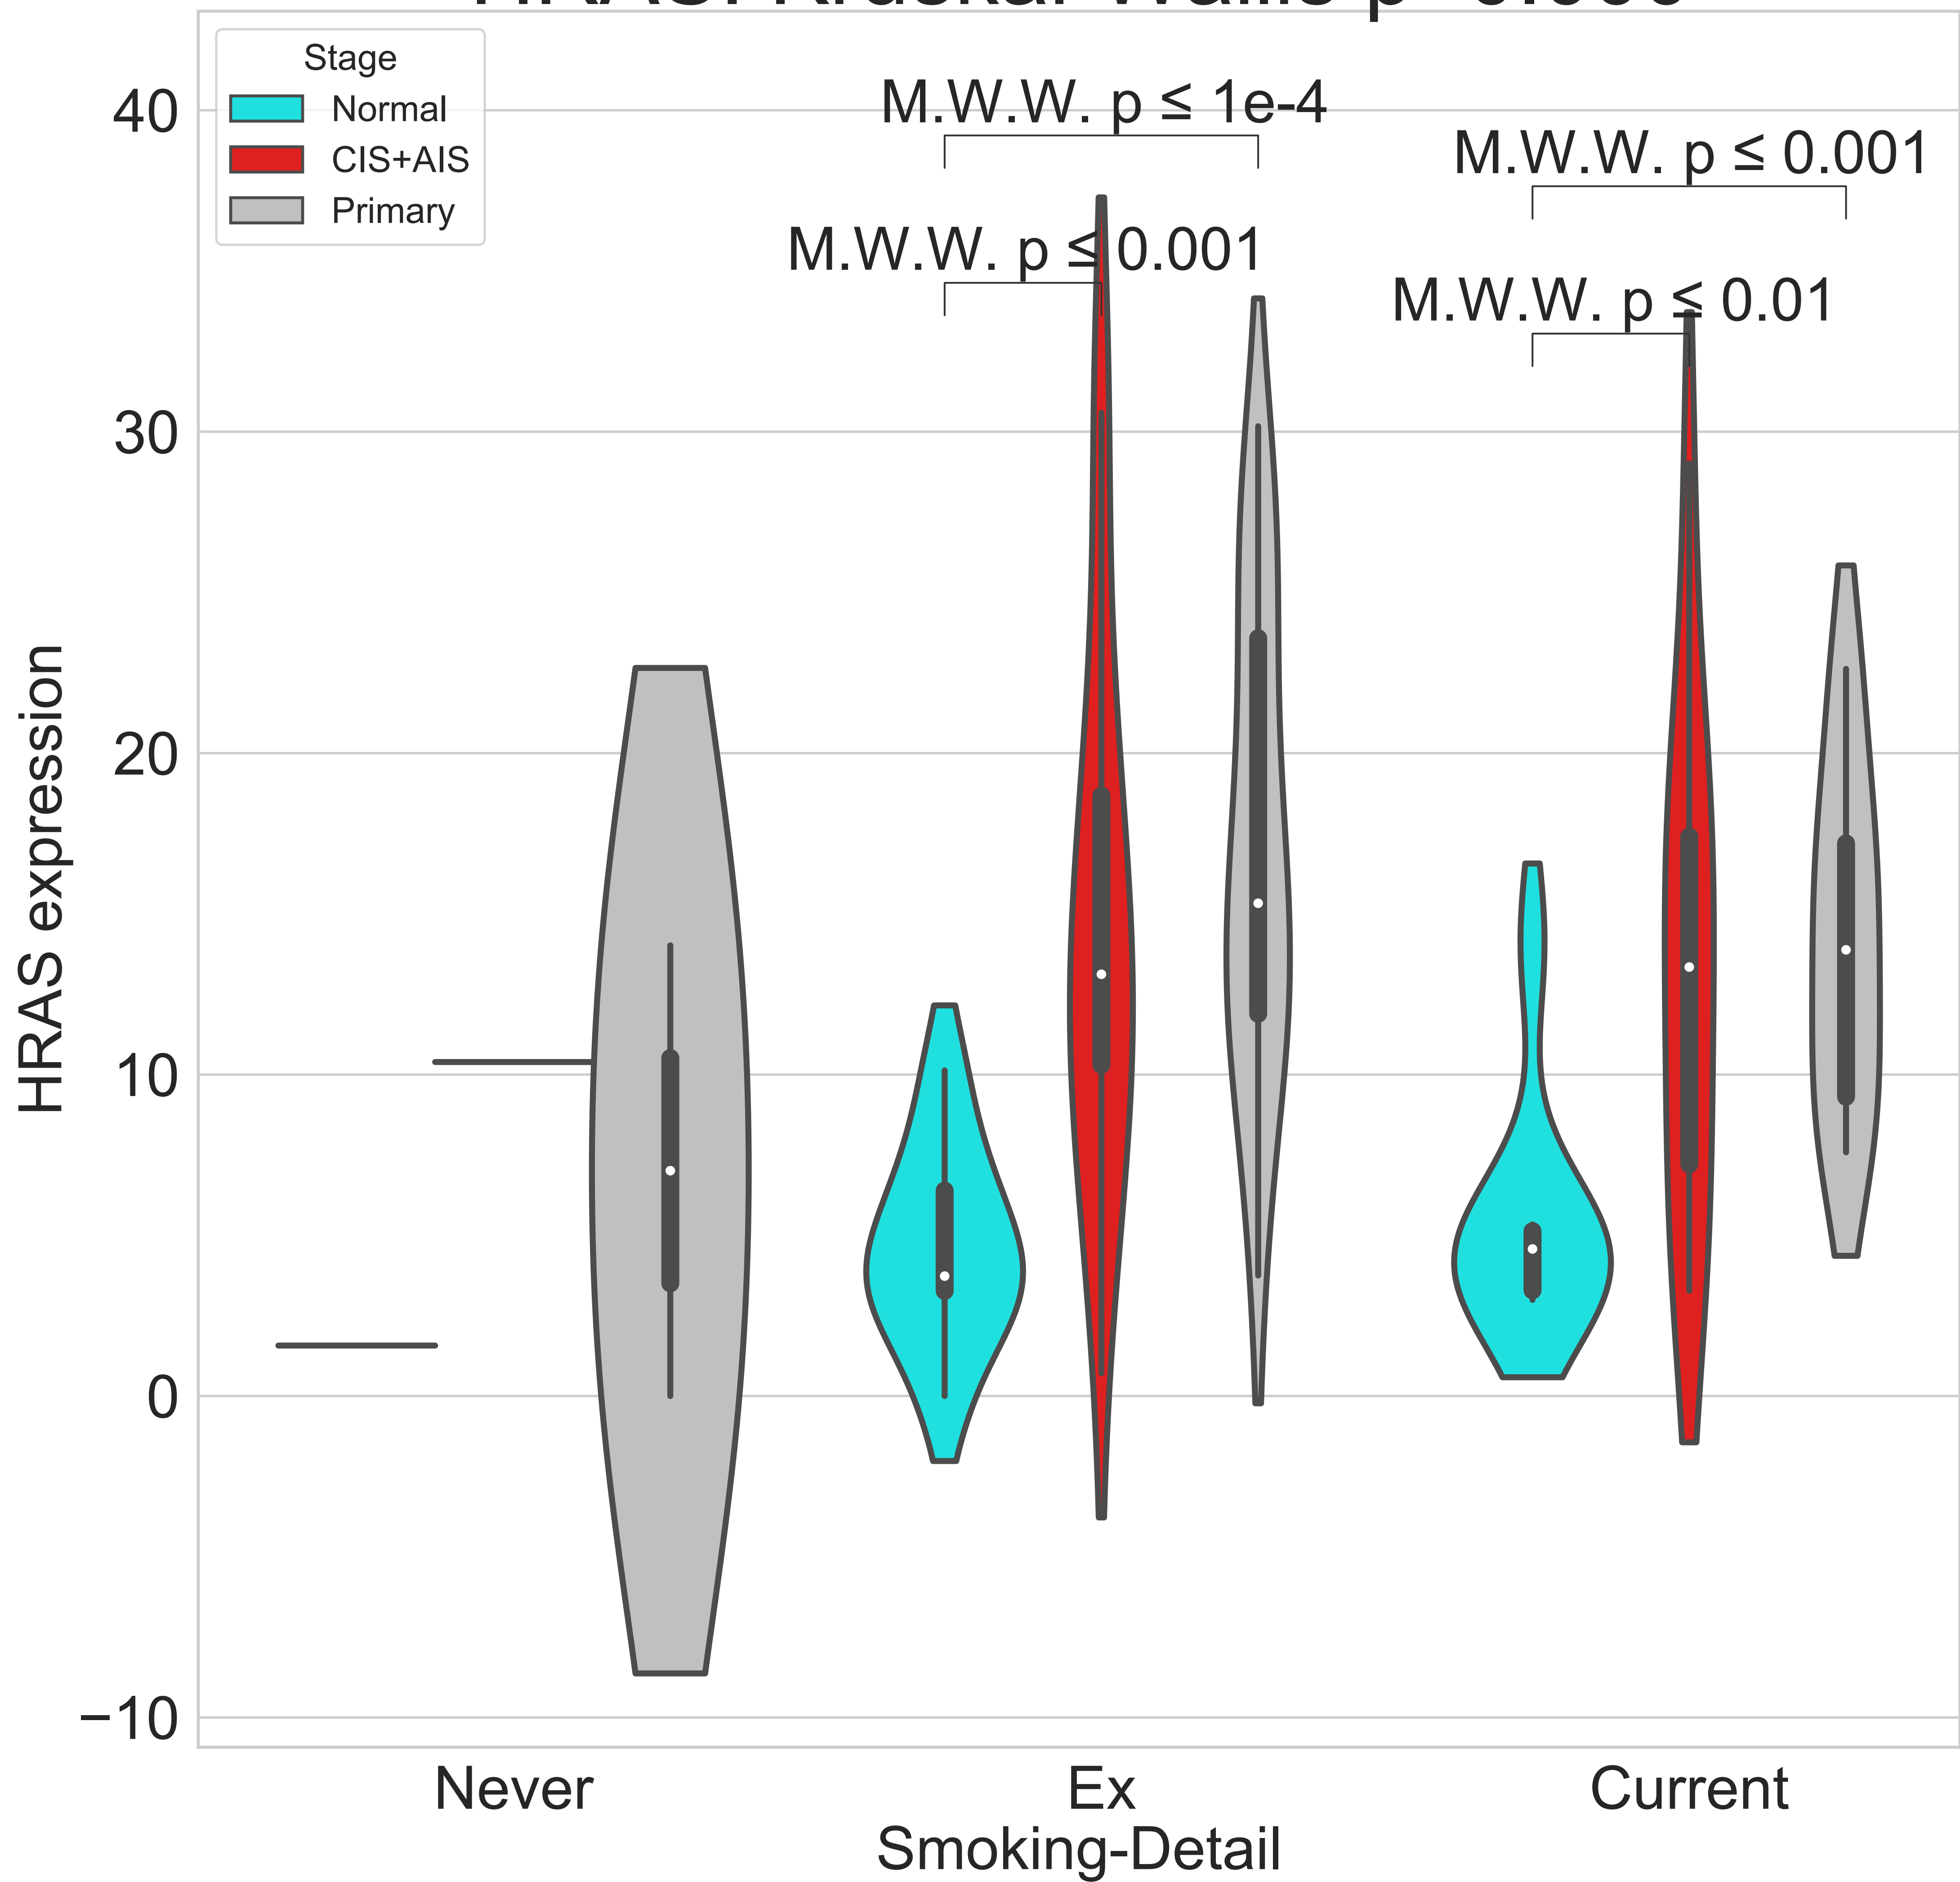 Stage
Normal
CIS+AIS
Primary
M.W.W. p ≤ 1e-4
M.W.W. p ≤ 0.001
M.W.W. p ≤ 0.001
M.W.W. p ≤ 0.01
40
30
20
10
0
−10
HRAS expression
Never
Ex
Current
Smoking-Detail